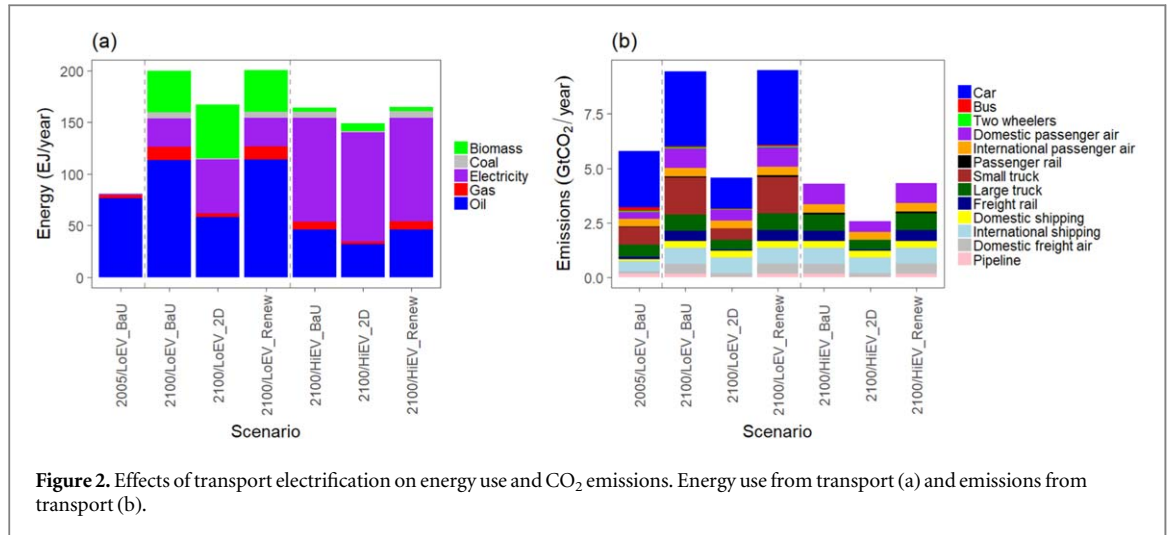 (a)
Energy (EJ/year)
200
150
100
50
0
2005/LoEV_BaU
2100/LoEV_BaU
2100/LoEV_2D
2100/LoEV_Renew
2100/HiEV_BaU
2100/HiEV_2D
2100/HiEV_Renew
Scenario
Biomass
Coal
Electricity
Gas
Oil
(b)
Emissions (GtCO₂/ year)
7.5
5.0
2.5
0.0
2005/LoEV_BaU
2100/LoEV_BaU
2100/LoEV_2D
2100/LoEV_Renew
2100/HiEV_BaU
2100/HiEV_2D
2100/HiEV_Renew
Scenario
Car
Bus
Two wheelers
Domestic passenger air
International passenger air
Passenger rail
Small truck
Large truck
Freight rail
Domestic shipping
International shipping
Domestic freight air
Pipeline
Figure 2. Effects of transport electrification on energy use and CO₂ emissions. Energy use from transport (a) and emissions from
transport (b).